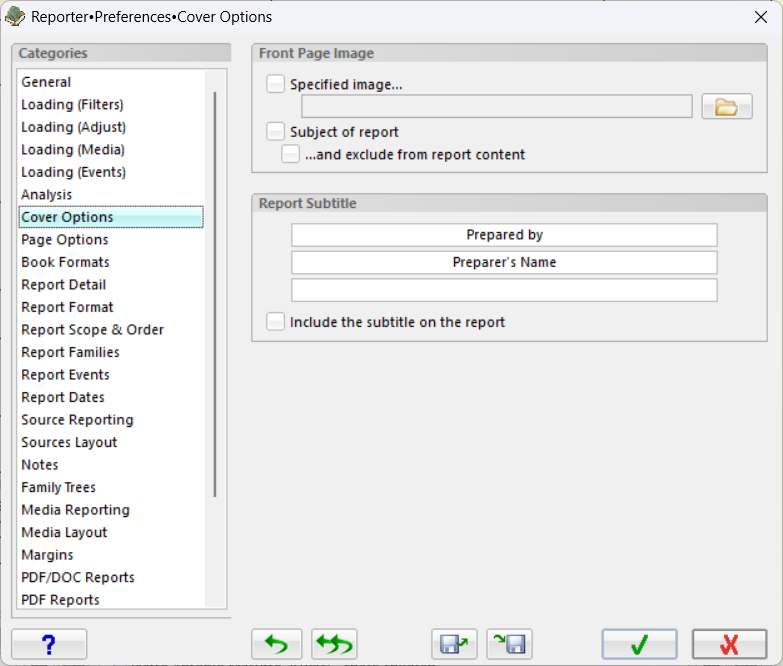 Reporter•Preferences•Cover Options
Categories
General
Loading (Filters)
Loading (Adjust)
Loading (Media)
Loading (Events)
Analysis
Cover Options
Page Options
Book Formats
Report Detail
Report Format
Report Scope & Order
Report Families
Report Events
Report Dates
Source Reporting
Sources Layout
Notes
Family Trees
Media Reporting
Media Layout
Margins
PDF/DOC Reports
PDF Reports
Front Page Image
Specified image...
Subject of report
...and exclude from report content
Report Subtitle
Prepared by
Preparer's Name
Include the subtitle on the report
?